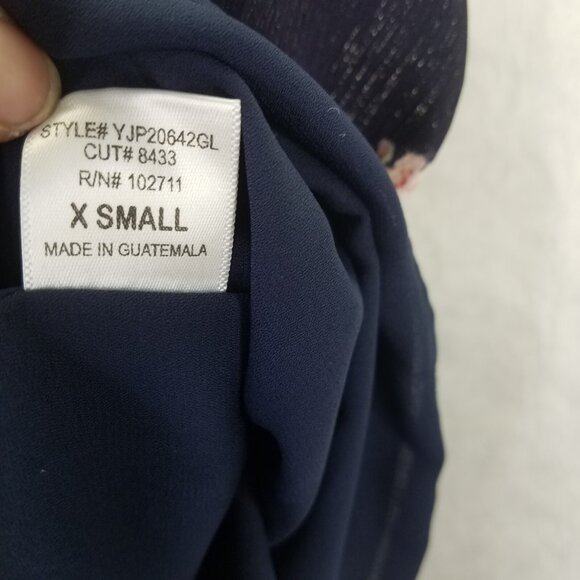 STYLE# YJP20642GL
CUT# 8433
R/N# 102711
X SMALL
MADE IN GUATEMALA